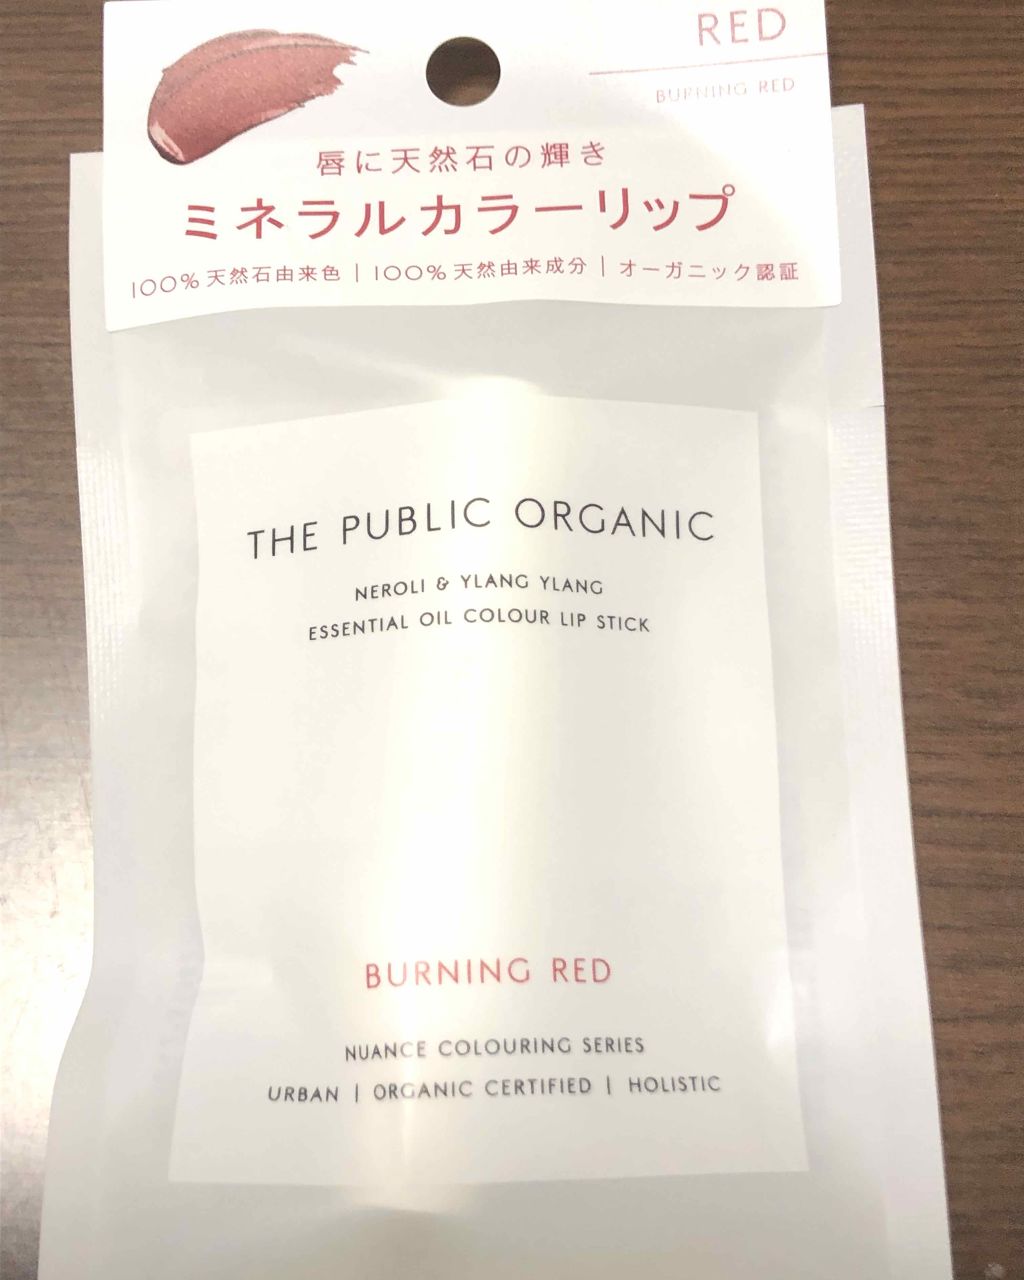 RED
BURNING RED
唇に天然石の輝き
ミネラルカラーリップ
100%天然石由来色 | 100%天然由来成分 | オーガニック認証
THE PUBLIC ORGANIC
NEROLI & YLANG YLANG
ESSENTIAL OIL COLOUR LIP STICK
BURNING RED
NUANCE COLOURING SERIES
URBAN | ORGANIC CERTIFIED | HOLISTIC